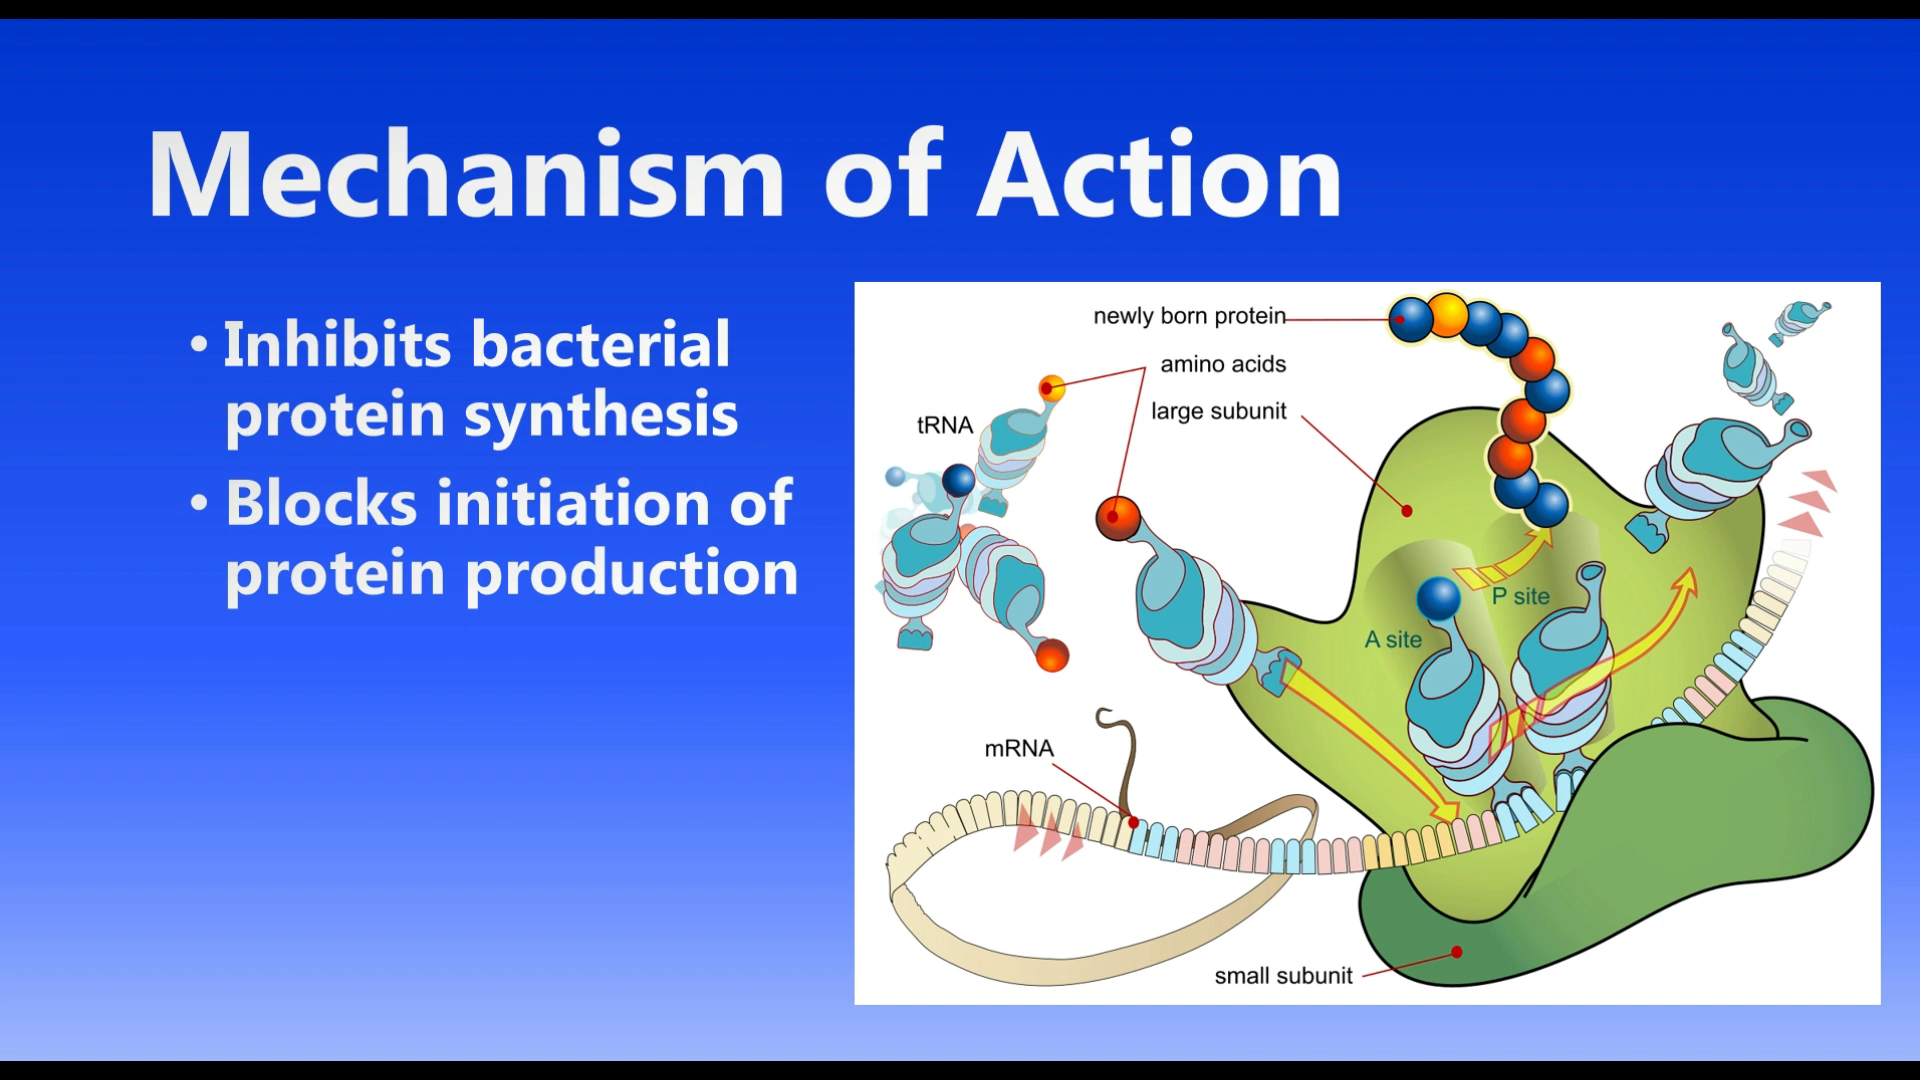 Mechanism of Action
• Inhibits bacterial
protein synthesis
• Blocks initiation of
protein production
newly born protein
amino acids
large subunit
tRNA
P site
A site
mRNA
small subunit